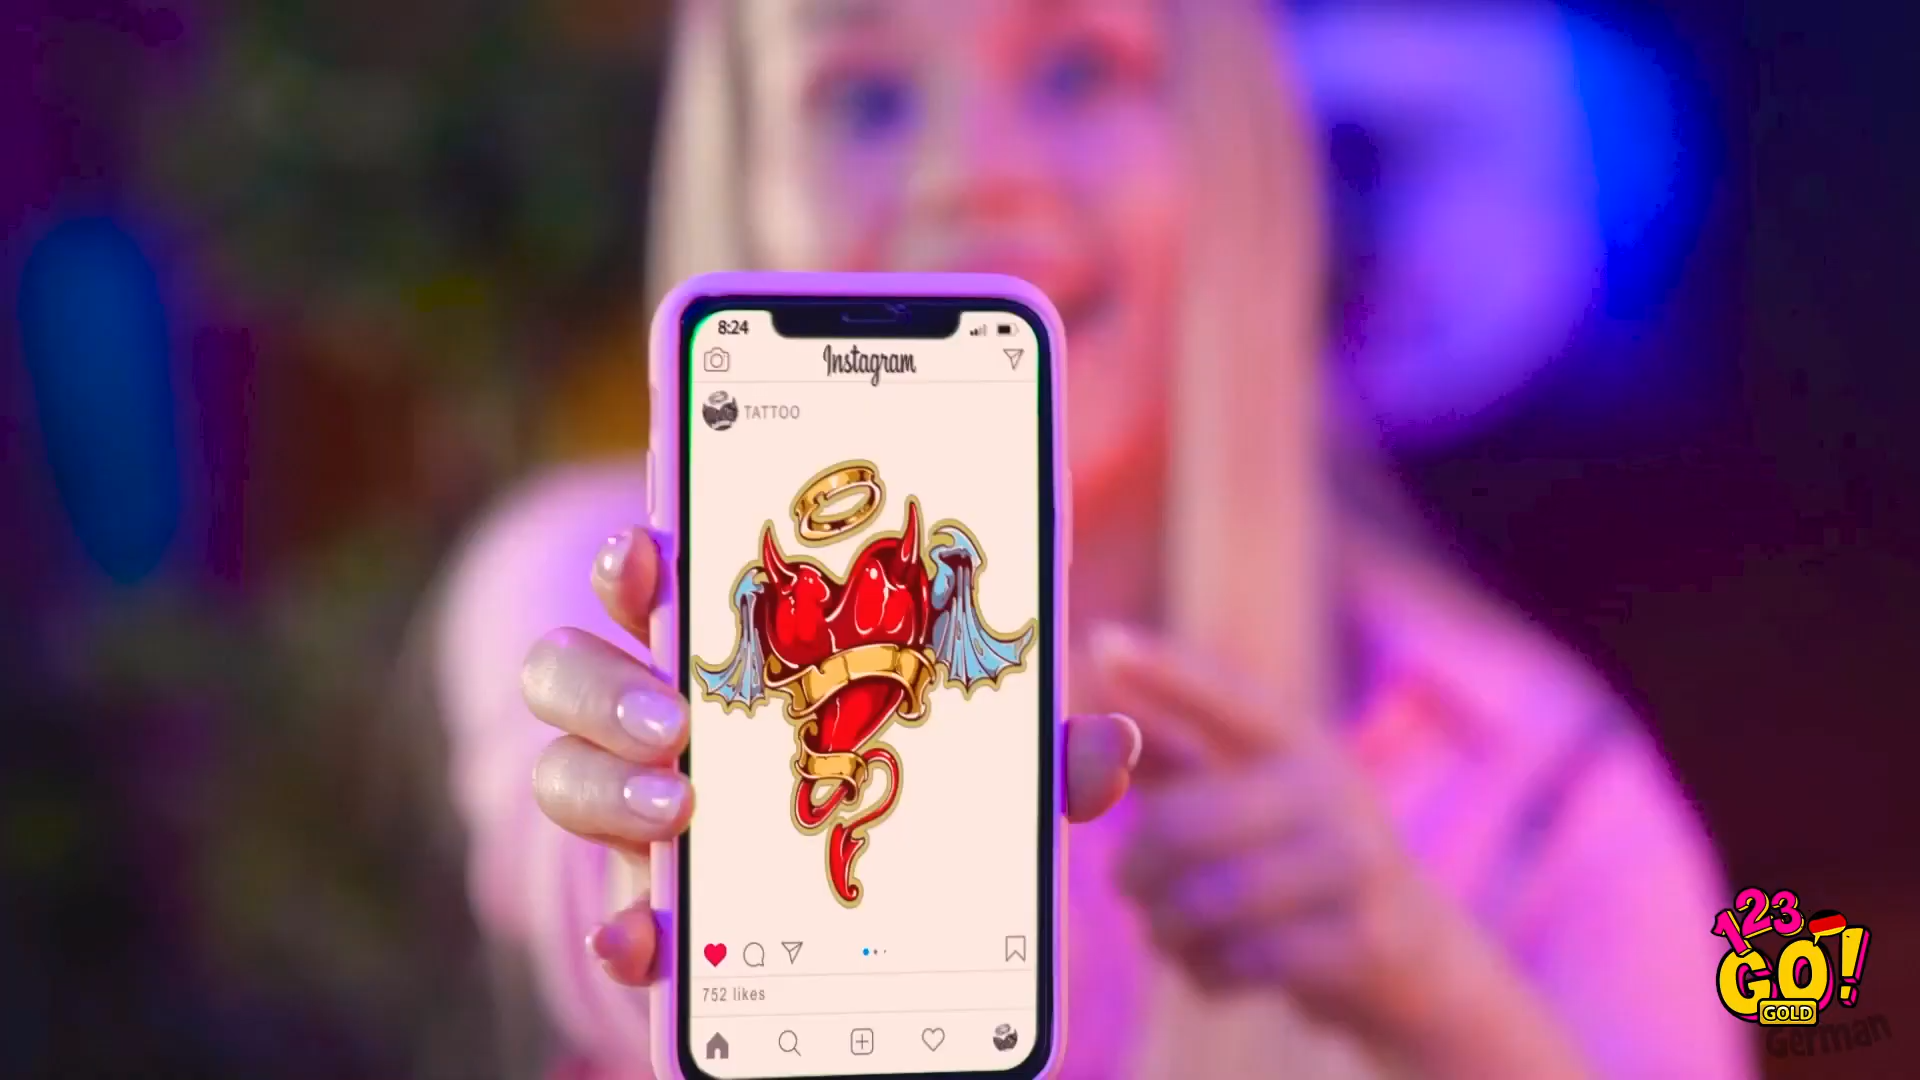 8:24
Instagram
TATTOO
752 likes
123
GO!
GOLD
German